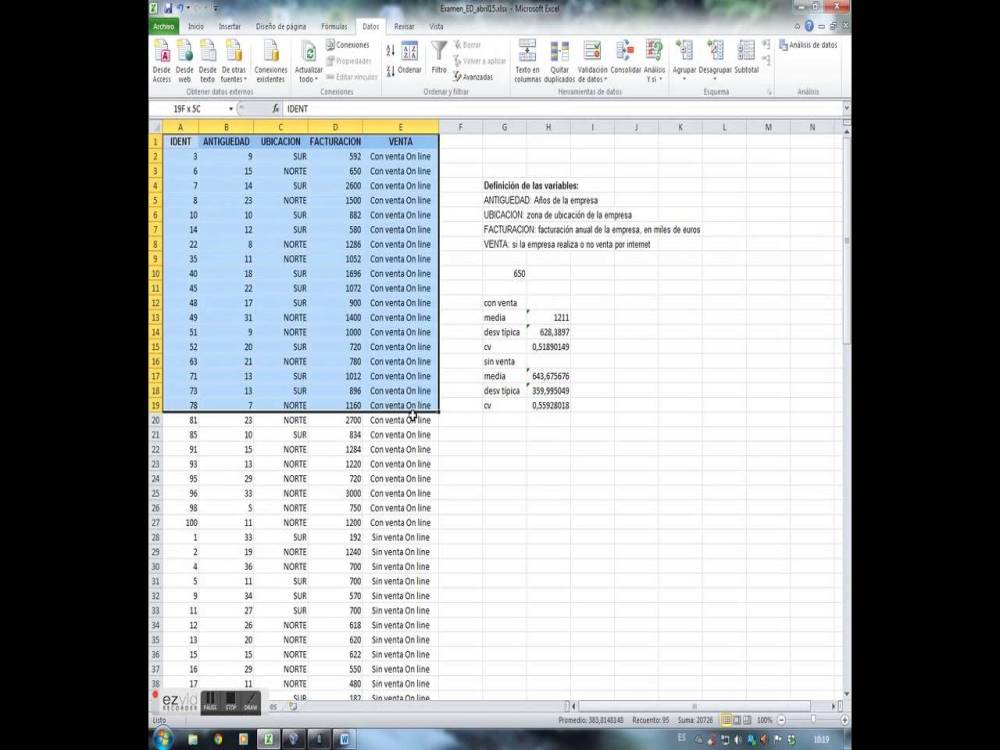 Examen_ED_abril15.xlsx - Microsoft Excel
Archivo Inicio Insertar Diseño de página Fórmulas Datos Revisar Vista
Desde Access Desde web Desde texto De otras fuentes Conexiones existentes Actualizar todo Conexiones Propiedades Editar vínculos Ordenar Filtro Borrar Volver a aplicar Avanzadas Texto en columnas Quitar duplicados Validación de datos Consolidar Análisis Y si Agrupar Desagrupar Subtotal Análisis de datos
Obtener datos externos Conexiones Ordenar y filtrar Herramientas de datos Esquema Análisis
19F x 5C fx IDENT
A B C D E F G H I J K L M N
1 IDENT ANTIGUEDAD UBICACION FACTURACION VENTA
2 3 9 SUR 592 Con venta On line
3 6 15 NORTE 650 Con venta On line
4 7 14 SUR 2600 Con venta On line Definición de las variables:
5 8 23 NORTE 1500 Con venta On line ANTIGUEDAD: Años de la empresa
6 10 10 SUR 882 Con venta On line UBICACION: zona de ubicación de la empresa
7 14 12 SUR 580 Con venta On line FACTURACION: facturación anual de la empresa, en miles de euros
8 22 8 NORTE 1286 Con venta On line VENTA: si la empresa realiza o no venta por internet
9 35 11 NORTE 1052 Con venta On line
10 40 18 SUR 1696 Con venta On line 650
11 45 22 SUR 1072 Con venta On line
12 48 17 SUR 900 Con venta On line con venta
13 49 31 NORTE 1400 Con venta On line media 1211
14 51 9 NORTE 1000 Con venta On line desv típica 628,3897
15 52 20 SUR 720 Con venta On line cv 0,51890149
16 63 21 NORTE 780 Con venta On line sin venta
17 71 13 SUR 1012 Con venta On line media 643,675676
18 73 13 SUR 896 Con venta On line desv típica 359,995049
19 78 7 NORTE 1160 Con venta On line cv 0,55928018
20 81 23 NORTE 2700 Con venta On line
21 85 10 SUR 834 Con venta On line
22 91 15 NORTE 1284 Con venta On line
23 93 13 NORTE 1220 Con venta On line
24 95 29 NORTE 720 Con venta On line
25 96 33 NORTE 3000 Con venta On line
26 98 5 NORTE 750 Con venta On line
27 100 11 NORTE 1200 Con venta On line
28 1 33 SUR 192 Sin venta On line
29 2 19 NORTE 1240 Sin venta On line
30 4 36 NORTE 700 Sin venta On line
31 5 11 SUR 700 Sin venta On line
32 9 34 SUR 570 Sin venta On line
33 11 27 SUR 700 Sin venta On line
34 12 26 NORTE 618 Sin venta On line
35 13 20 NORTE 620 Sin venta On line
36 15 15 NORTE 622 Sin venta On line
37 16 29 NORTE 550 Sin venta On line
38 17 11 NORTE 480 Sin venta On line
SUR 182 Sin venta On line
ezvid RECORDER PAUSE STOP DRAW
Listo Promedio: 383,8148148 Recuento: 95 Suma: 20726 100%
ES 10:19